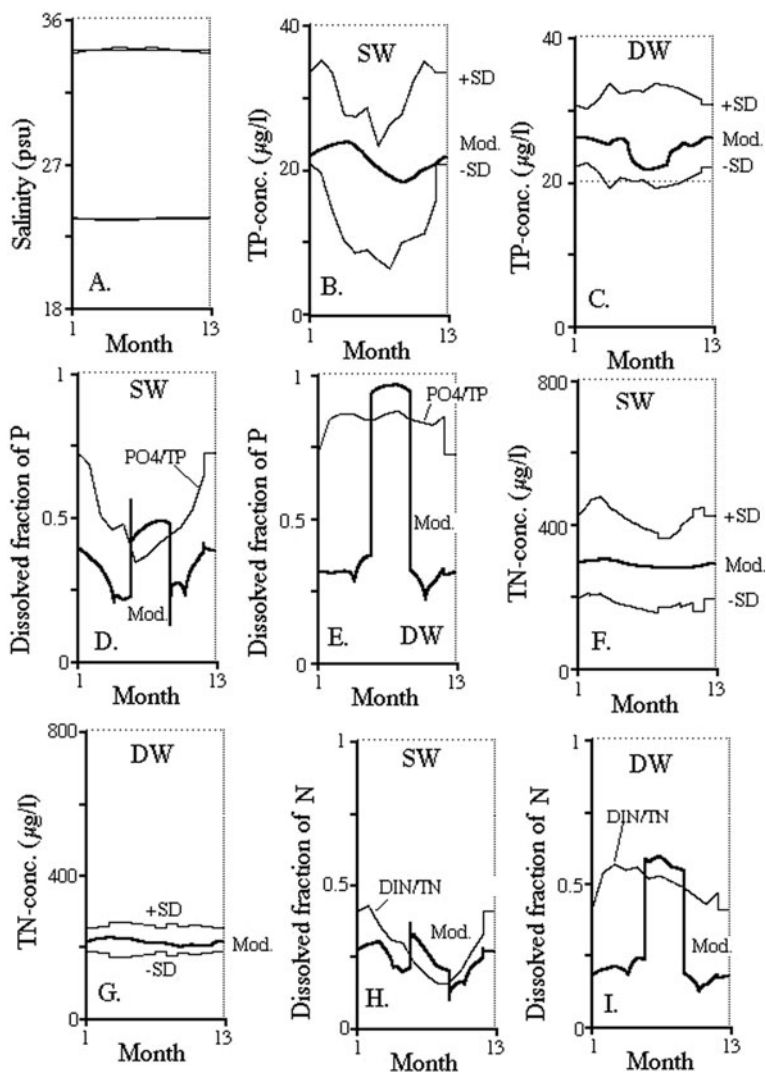 36
27
18
Salinity (psu)
A.
1
13
Month
40
20
0
TP-conc. (µg/l)
SW
+SD
Mod.
-SD
B.
1
13
Month
40
20
0
TP-conc. (µg/l)
DW
+SD
Mod.
-SD
C.
1
13
Month
1
0.5
0
Dissolved fraction of P
SW
PO4/TP
Mod.
D.
1
13
Month
1
0.5
0
Dissolved fraction of P
PO4/TP
Mod.
E.
DW
1
13
Month
800
400
0
TN-conc. (µg/l)
SW
+SD
Mod.
-SD
F.
1
13
Month
800
400
0
TN-conc. (µg/l)
DW
+SD
Mod.
-SD
G.
1
13
Month
1
0.5
0
Dissolved fraction of N
SW
DIN/TN
Mod.
H.
1
13
Month
1
0.5
0
Dissolved fraction of N
DW
DIN/TN
Mod.
I.
1
13
Month